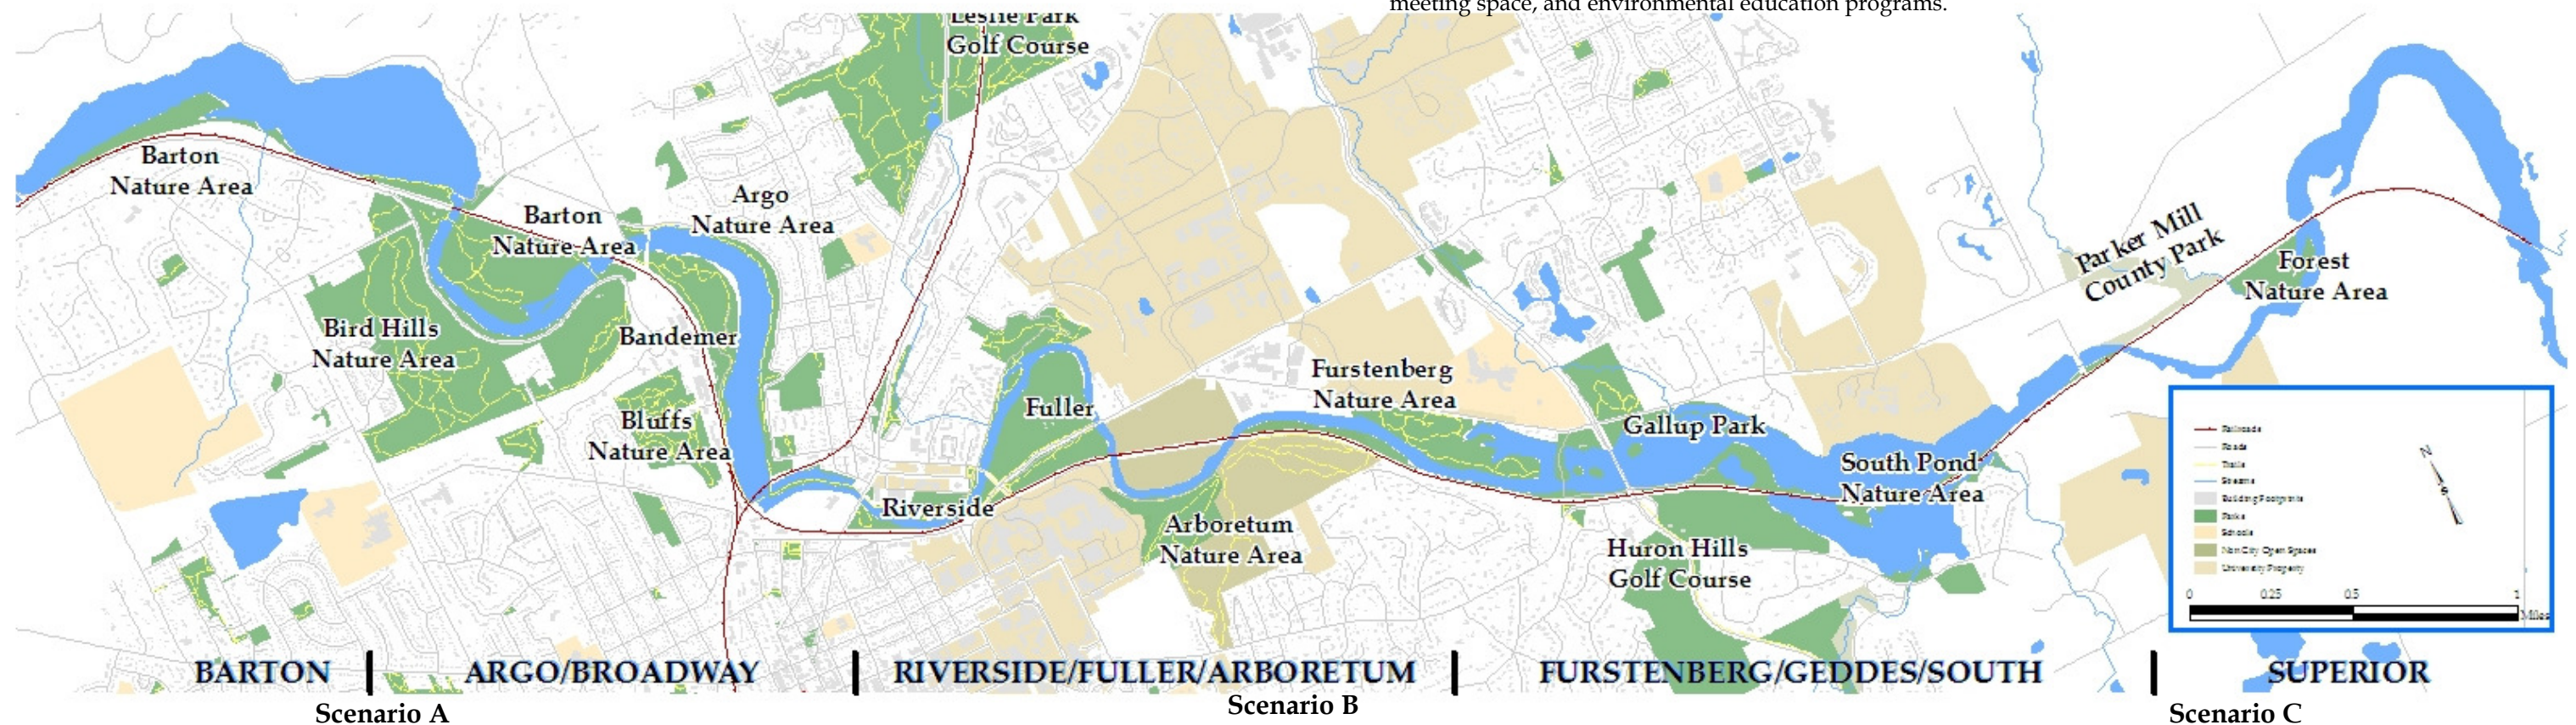 meeting space, and environmental education programs.
Leslie Park
Golf Course
Barton
Nature Area
Barton
Nature Area
Argo
Nature Area
Parker Mill
County Park
Forest
Nature Area
Bird Hills
Nature Area
Bandemer
Bluffs
Nature Area
Fuller
Furstenberg
Nature Area
Gallup Park
South Pond
Nature Area
Riverside
Arboretum
Nature Area
Huron Hills
Golf Course
Railroads
Roads
Trails
Streams
Building Footprints
Parks
Schools
Non City Open Spaces
University Property
N
S
0 0.25 0.5 1
Miles
BARTON | ARGO/BROADWAY | RIVERSIDE/FULLER/ARBORETUM | FURSTENBERG/GEDDES/SOUTH | SUPERIOR
Scenario A
Scenario B
Scenario C